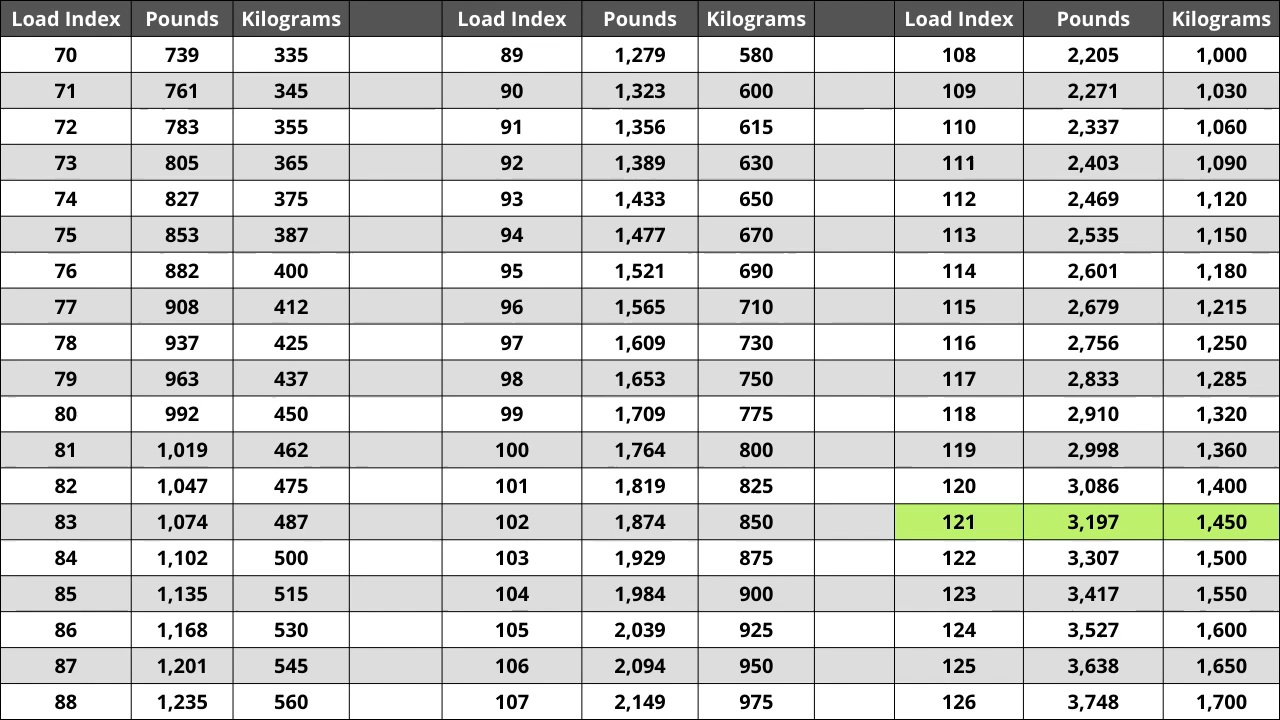 Load Index Pounds Kilograms Load Index Pounds Kilograms Load Index Pounds Kilograms
70 739 335 89 1,279 580 108 2,205 1,000
71 761 345 90 1,323 600 109 2,271 1,030
72 783 355 91 1,356 615 110 2,337 1,060
73 805 365 92 1,389 630 111 2,403 1,090
74 827 375 93 1,433 650 112 2,469 1,120
75 853 387 94 1,477 670 113 2,535 1,150
76 882 400 95 1,521 690 114 2,601 1,180
77 908 412 96 1,565 710 115 2,679 1,215
78 937 425 97 1,609 730 116 2,756 1,250
79 963 437 98 1,653 750 117 2,833 1,285
80 992 450 99 1,709 775 118 2,910 1,320
81 1,019 462 100 1,764 800 119 2,998 1,360
82 1,047 475 101 1,819 825 120 3,086 1,400
83 1,074 487 102 1,874 850 121 3,197 1,450
84 1,102 500 103 1,929 875 122 3,307 1,500
85 1,135 515 104 1,984 900 123 3,417 1,550
86 1,168 530 105 2,039 925 124 3,527 1,600
87 1,201 545 106 2,094 950 125 3,638 1,650
88 1,235 560 107 2,149 975 126 3,748 1,700